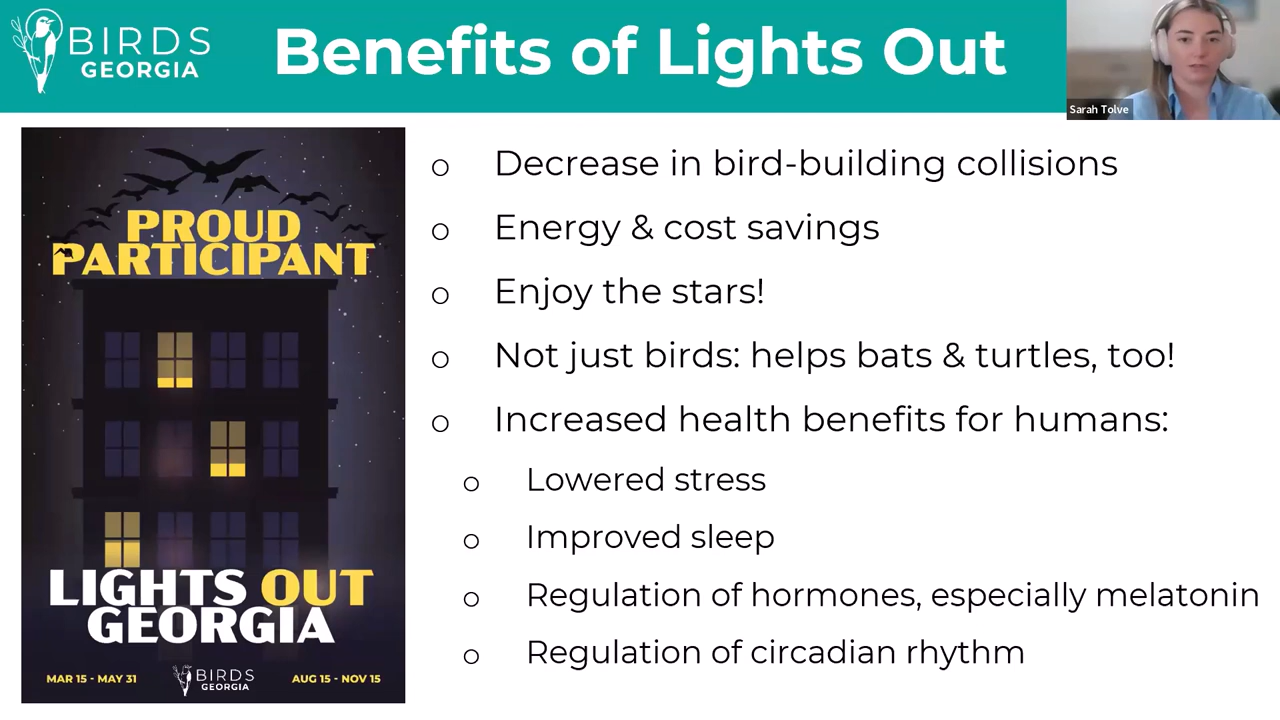 BIRDS
GEORGIA
Benefits of Lights Out
Sarah Tolve
PROUD
PARTICIPANT
LIGHTS OUT
GEORGIA
MAR 15 - MAY 31
BIRDS
GEORGIA
AUG 15 - NOV 15
o Decrease in bird-building collisions
o Energy & cost savings
o Enjoy the stars!
o Not just birds: helps bats & turtles, too!
o Increased health benefits for humans:
o Lowered stress
o Improved sleep
o Regulation of hormones, especially melatonin
o Regulation of circadian rhythm